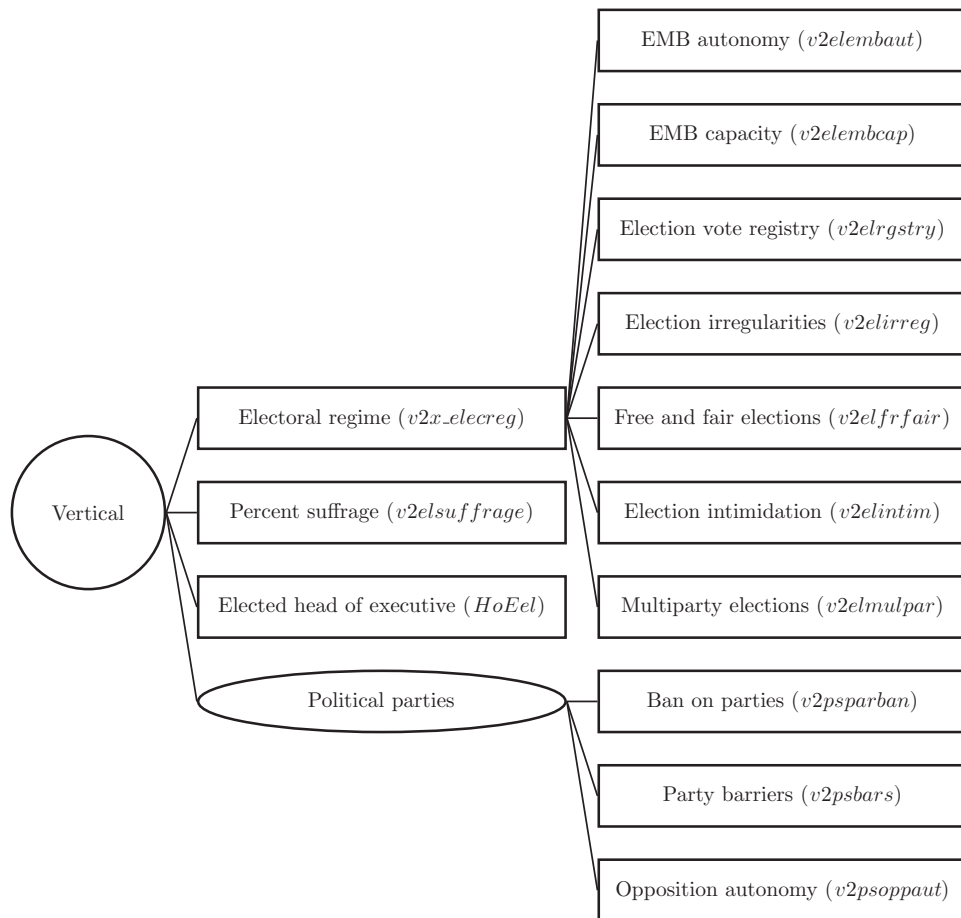 EMB autonomy (v2elembaut)
EMB capacity (v2elembcap)
Election vote registry (v2elrgstry)
Election irregularities (v2elirreg)
Electoral regime (v2x_elecreg)
Free and fair elections (v2elfrfair)
Vertical
Percent suffrage (v2elsuffrage)
Election intimidation (v2elintim)
Elected head of executive (HoEel)
Multiparty elections (v2elmulpar)
Political parties
Ban on parties (v2psparban)
Party barriers (v2psbars)
Opposition autonomy (v2psoppaut)